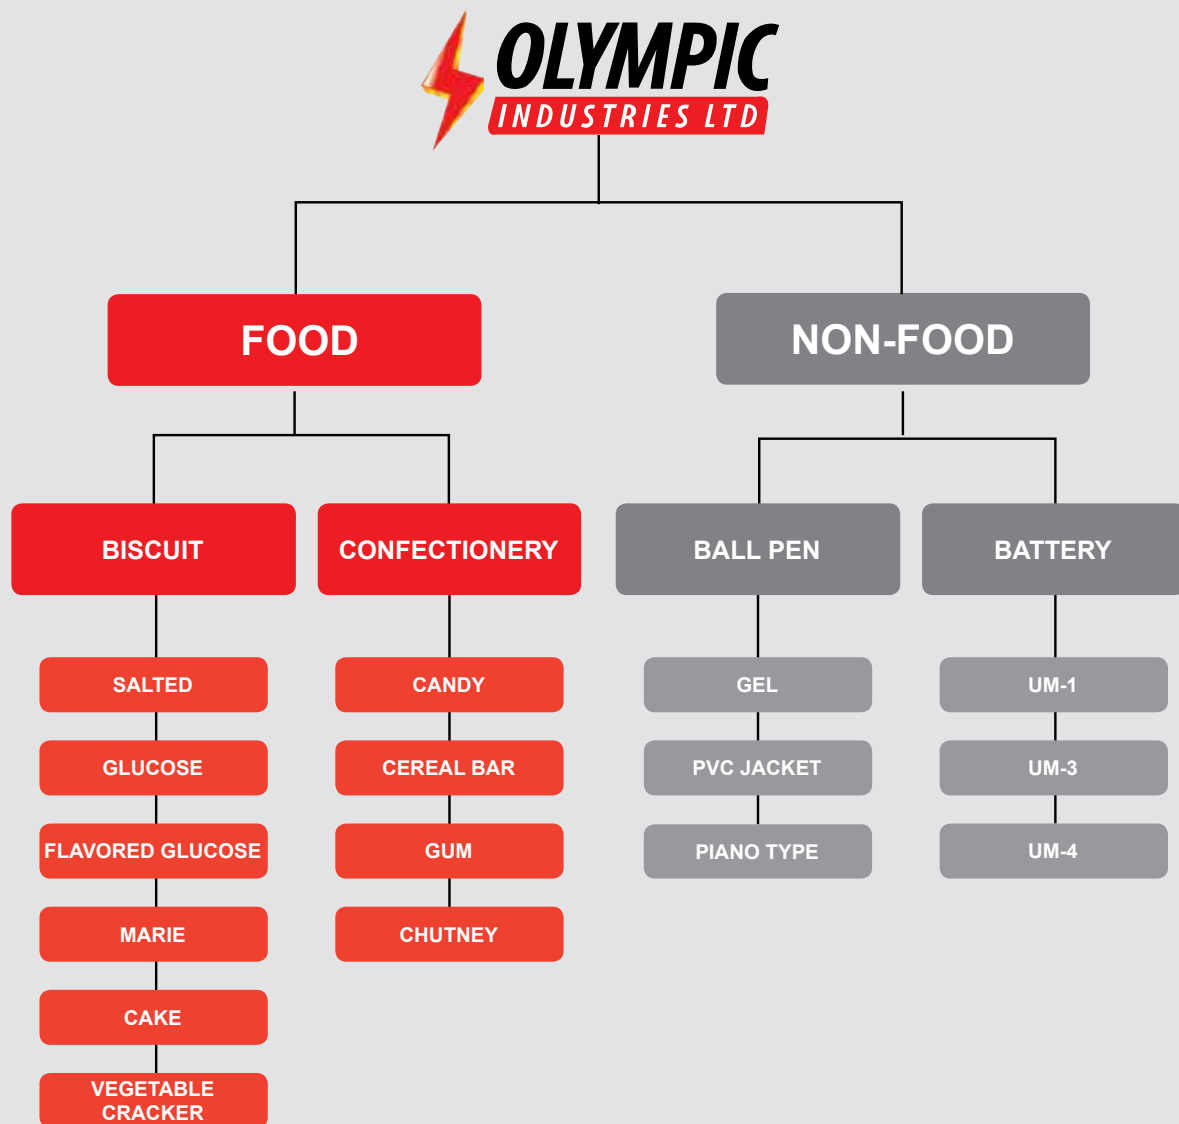 OLYMPIC
INDUSTRIES LTD
FOOD
NON-FOOD
BISCUIT
CONFECTIONERY
BALL PEN
BATTERY
SALTED
GLUCOSE
FLAVORED GLUCOSE
MARIE
CAKE
VEGETABLE
CRACKER
CANDY
CEREAL BAR
GUM
CHUTNEY
GEL
PVC JACKET
PIANO TYPE
UM-1
UM-3
UM-4